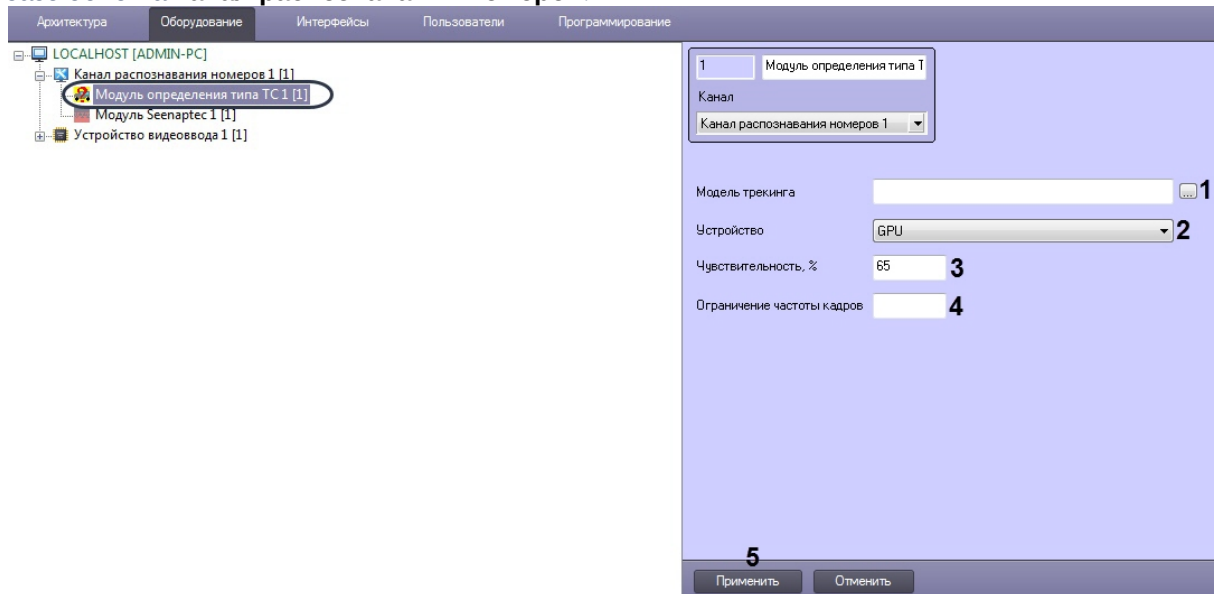 Архитектура Оборудование Интерфейсы Пользователи Программирование
LOCALHOST [ADMIN-PC]
Канал распознавания номеров 1 [1]
Модуль определения типа ТС 1 [1]
Модуль Seenaptec 1 [1]
Устройство видеоввода 1 [1]
1 Модуль определения типа Т
Канал
Канал распознавания номеров 1
Модель трекинга ... 1
Устройство GPU 2
Чувствительность, % 65 3
Ограничение частоты кадров 4
5
Применить Отменить